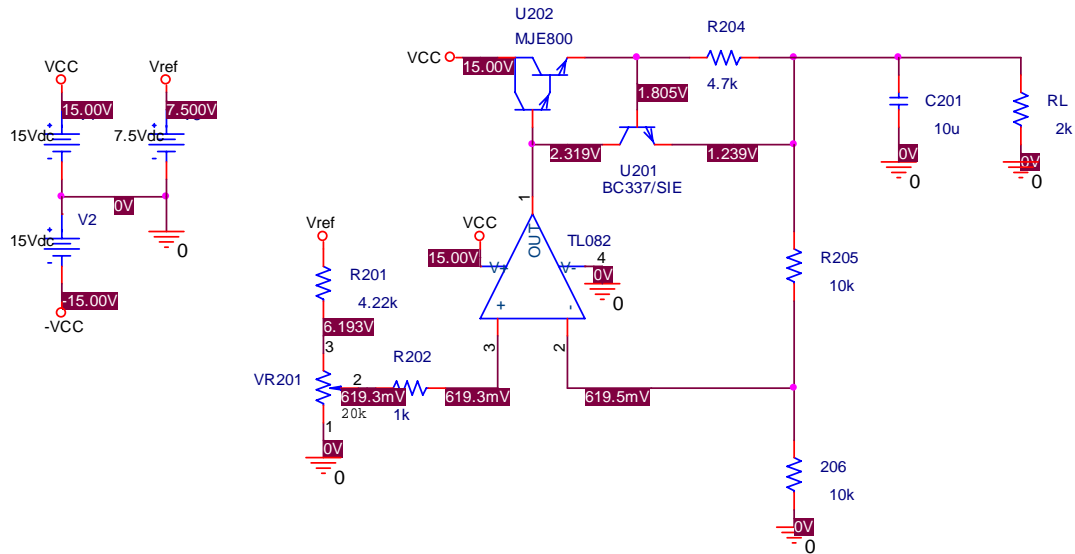 U202
MJE800
VCC
15.00V
R204
4.7k
1.805V
U201
BC337/SIE
2.319V
1.239V
C201
10u
0V
0
RL
2k
0V
0
VCC
15.00V
15Vdc
Vref
7.500V
7.5Vdc
0V
0
V2
15Vdc
-15.00V
-VCC
1
OUT
TL082
VCC
15.00V
V+
V-
4
0V
0
+
-
3
2
Vref
R201
4.22k
6.193V
3
VR201
2
619.3mV
20k
1
0V
0
R202
1k
619.3mV
619.5mV
R205
10k
206
10k
0V
0